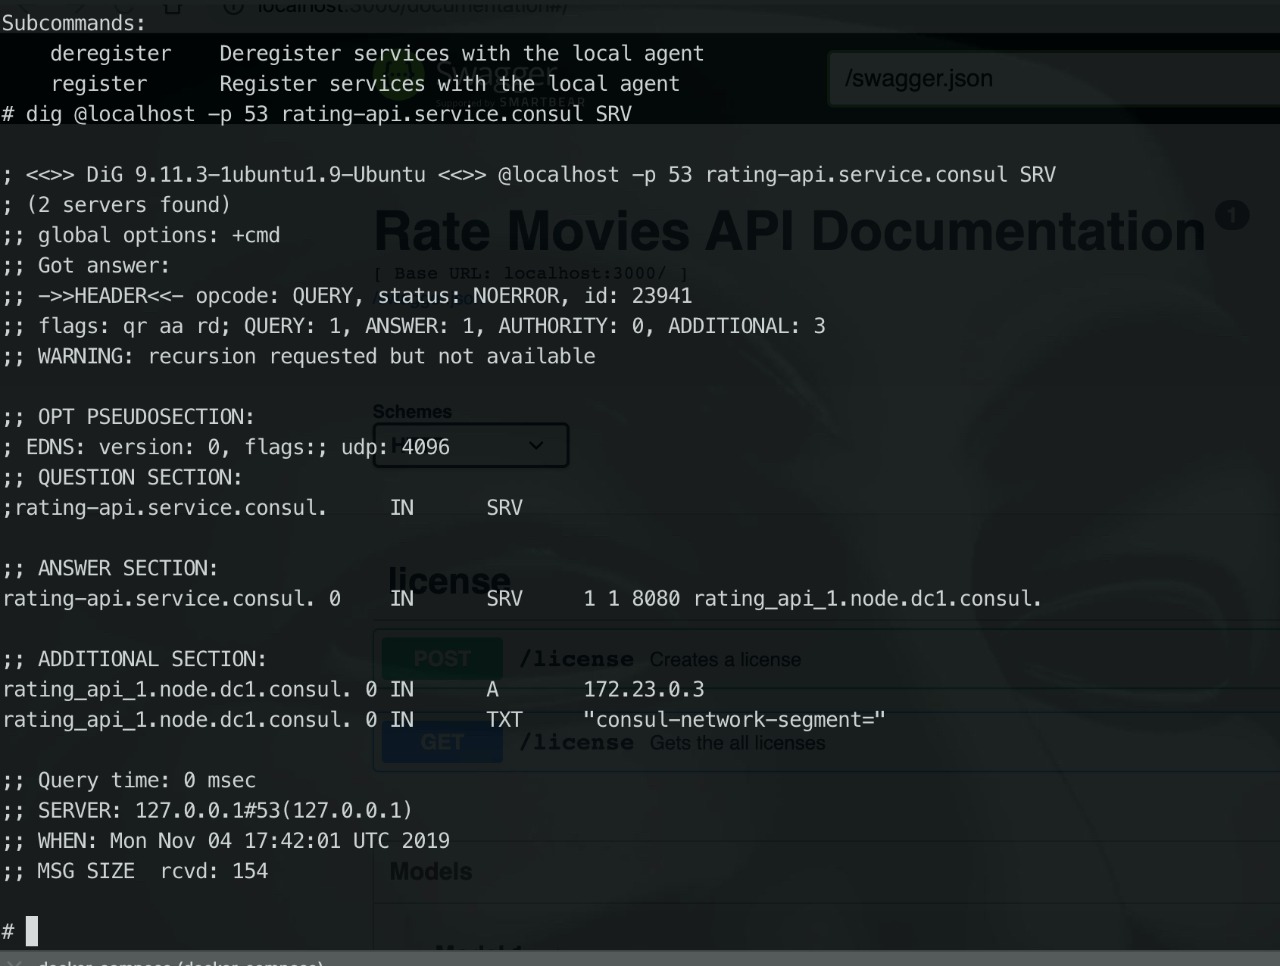 localhost:3000/documentation#/
Subcommands:
    deregister    Deregister services with the local agent
Swagger
/swagger.json
    register      Register services with the local agent
Supported by SMARTBEAR
# dig @localhost -p 53 rating-api.service.consul SRV
; <<>> DiG 9.11.3-1ubuntu1.9-Ubuntu <<>> @localhost -p 53 rating-api.service.consul SRV
; (2 servers found)
Rate Movies API Documentation 1
;; global options: +cmd
;; Got answer:
[ Base URL: localhost:3000/ ]
;; ->>HEADER<<- opcode: QUERY, status: NOERROR, id: 23941
;; flags: qr aa rd; QUERY: 1, ANSWER: 1, AUTHORITY: 0, ADDITIONAL: 3
;; WARNING: recursion requested but not available
Schemes
;; OPT PSEUDOSECTION:
; EDNS: version: 0, flags:; udp: 4096
;; QUESTION SECTION:
;rating-api.service.consul.     IN      SRV
;; ANSWER SECTION:
license
rating-api.service.consul. 0    IN      SRV     1 1 8080 rating_api_1.node.dc1.consul.
;; ADDITIONAL SECTION:
POST /license Creates a license
rating_api_1.node.dc1.consul. 0 IN      A       172.23.0.3
rating_api_1.node.dc1.consul. 0 IN      TXT     "consul-network-segment="
GET /license Gets the all licenses
;; Query time: 0 msec
;; SERVER: 127.0.0.1#53(127.0.0.1)
;; WHEN: Mon Nov 04 17:42:01 UTC 2019
;; MSG SIZE  rcvd: 154
Models
#
docker-compose (docker-compose)